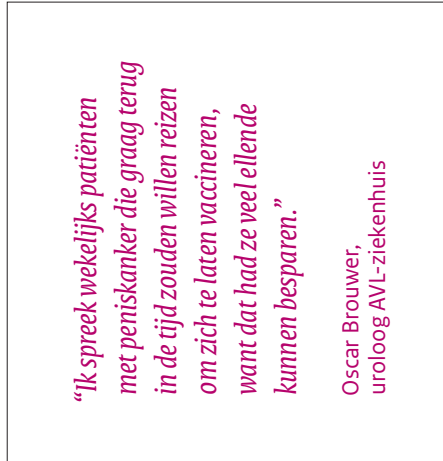 “Ik spreek wekelijks patiënten
met peniskanker die graag terug
in de tijd zouden willen reizen
om zich te laten vaccineren,
want dat had ze veel ellende
kunnen besparen.”
Oscar Brouwer,
uroloog AVL-ziekenhuis